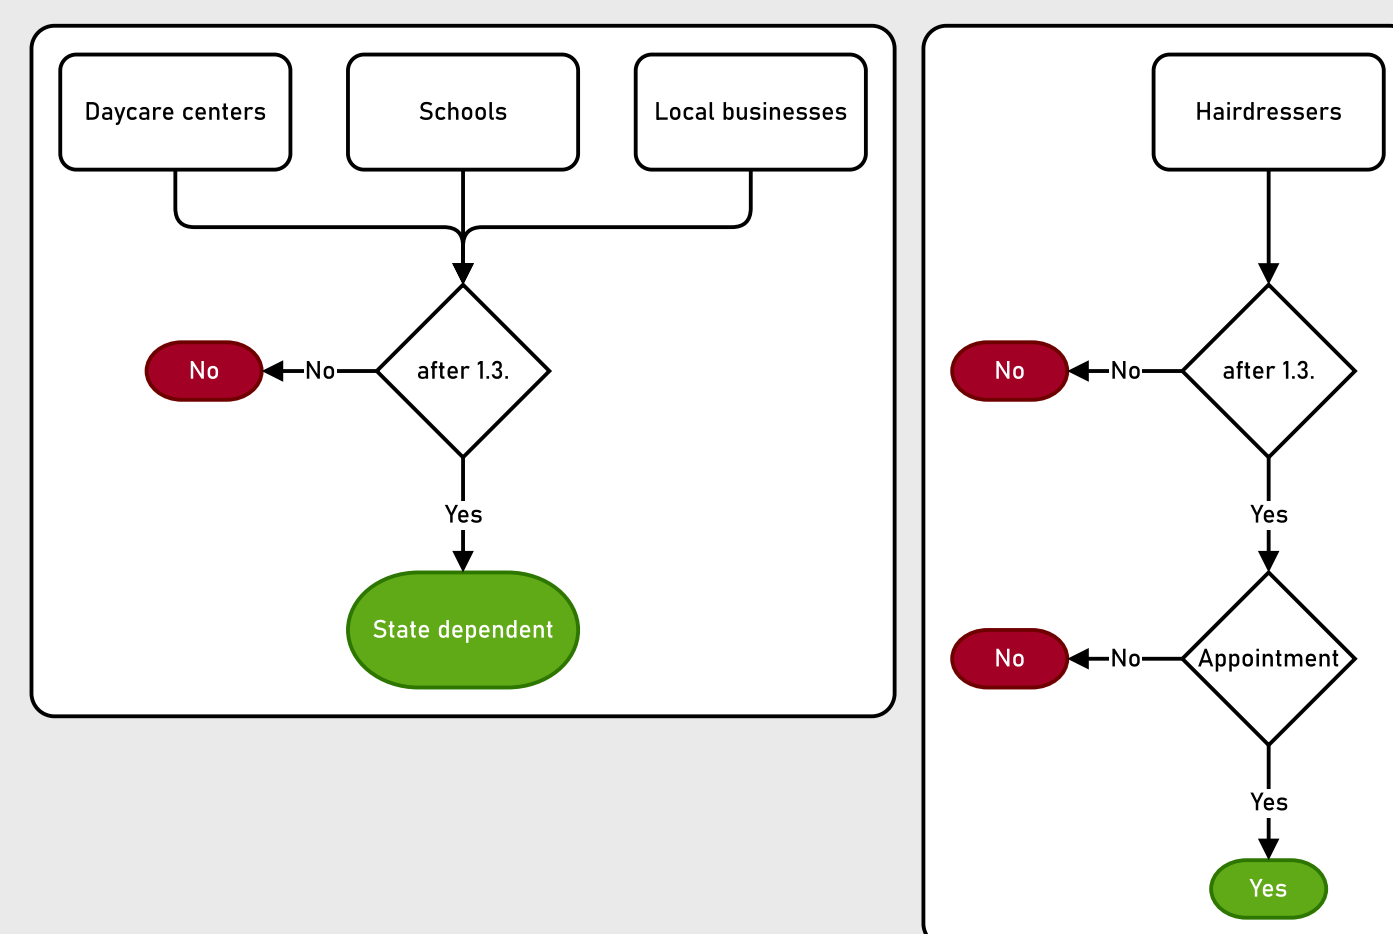 Daycare centers
Schools
Local businesses
No
No
after 1.3.
Yes
State dependent
Hairdressers
No
No
after 1.3.
Yes
No
No
Appointment
Yes
Yes